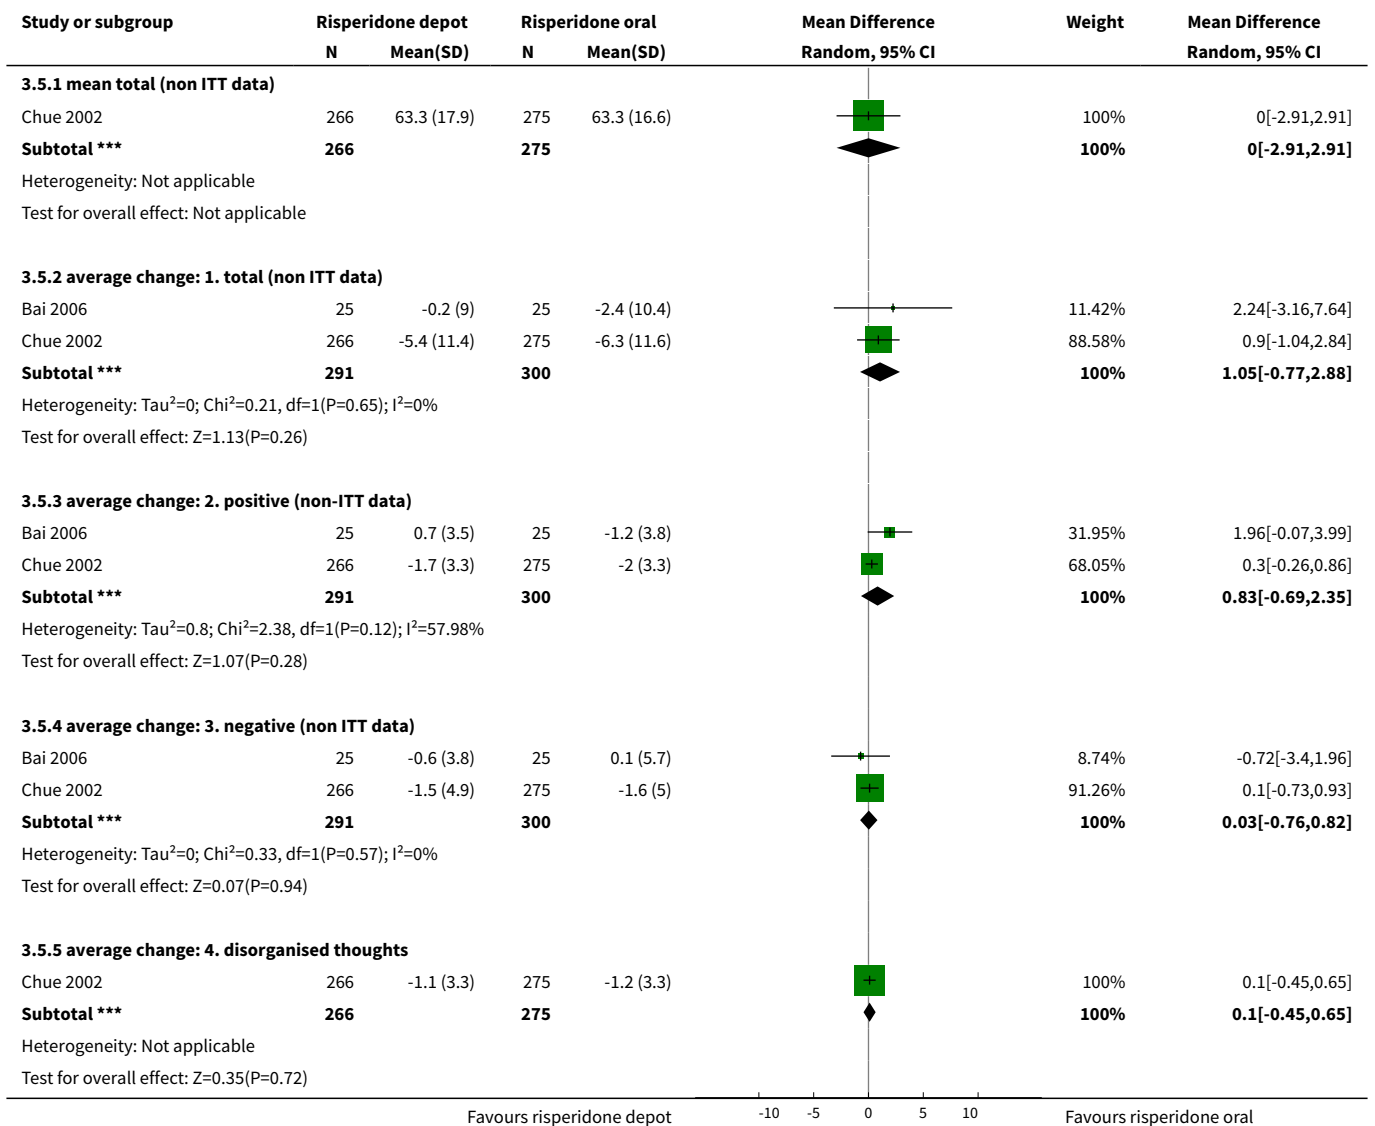 Study or subgroup Risperidone depot Risperidone oral Mean Difference Weight Mean Difference
N Mean(SD) N Mean(SD) Random, 95% CI Random, 95% CI
3.5.1 mean total (non ITT data)
Chue 2002 266 63.3 (17.9) 275 63.3 (16.6) 100% 0[-2.91,2.91]
Subtotal *** 266 275 100% 0[-2.91,2.91]
Heterogeneity: Not applicable
Test for overall effect: Not applicable
3.5.2 average change: 1. total (non ITT data)
Bai 2006 25 -0.2 (9) 25 -2.4 (10.4) 11.42% 2.24[-3.16,7.64]
Chue 2002 266 -5.4 (11.4) 275 -6.3 (11.6) 88.58% 0.9[-1.04,2.84]
Subtotal *** 291 300 100% 1.05[-0.77,2.88]
Heterogeneity: Tau²=0; Chi²=0.21, df=1(P=0.65); I²=0%
Test for overall effect: Z=1.13(P=0.26)
3.5.3 average change: 2. positive (non-ITT data)
Bai 2006 25 0.7 (3.5) 25 -1.2 (3.8) 31.95% 1.96[-0.07,3.99]
Chue 2002 266 -1.7 (3.3) 275 -2 (3.3) 68.05% 0.3[-0.26,0.86]
Subtotal *** 291 300 100% 0.83[-0.69,2.35]
Heterogeneity: Tau²=0.8; Chi²=2.38, df=1(P=0.12); I²=57.98%
Test for overall effect: Z=1.07(P=0.28)
3.5.4 average change: 3. negative (non ITT data)
Bai 2006 25 -0.6 (3.8) 25 0.1 (5.7) 8.74% -0.72[-3.4,1.96]
Chue 2002 266 -1.5 (4.9) 275 -1.6 (5) 91.26% 0.1[-0.73,0.93]
Subtotal *** 291 300 100% 0.03[-0.76,0.82]
Heterogeneity: Tau²=0; Chi²=0.33, df=1(P=0.57); I²=0%
Test for overall effect: Z=0.07(P=0.94)
3.5.5 average change: 4. disorganised thoughts
Chue 2002 266 -1.1 (3.3) 275 -1.2 (3.3) 100% 0.1[-0.45,0.65]
Subtotal *** 266 275 100% 0.1[-0.45,0.65]
Heterogeneity: Not applicable
Test for overall effect: Z=0.35(P=0.72)
Favours risperidone depot -10 -5 0 5 10 Favours risperidone oral